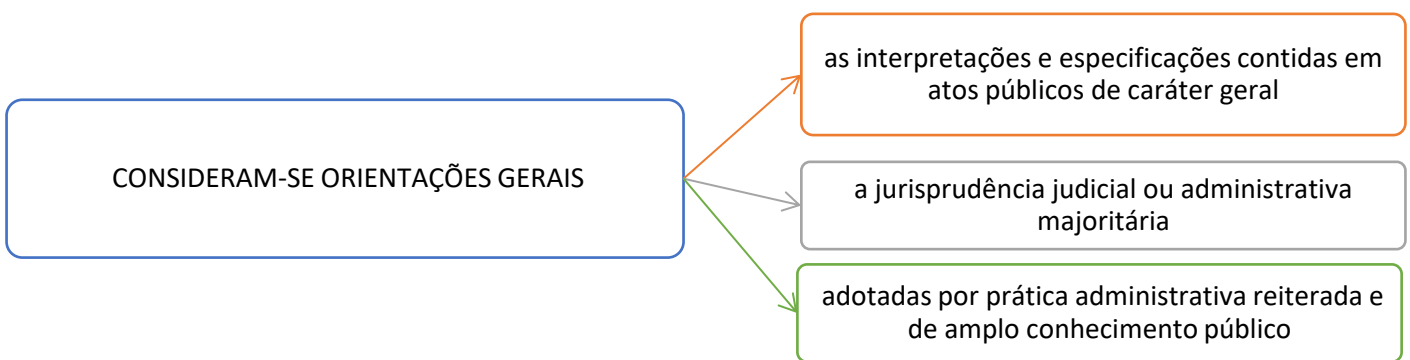 as interpretações e especificações contidas em
atos públicos de caráter geral
CONSIDERAM-SE ORIENTAÇÕES GERAIS
a jurisprudência judicial ou administrativa
majoritária
adotadas por prática administrativa reiterada e
de amplo conhecimento público